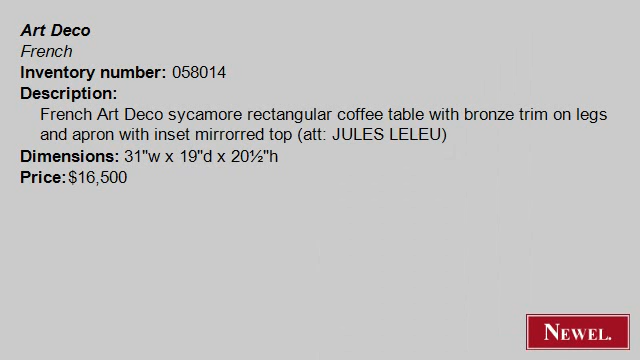 Art Deco
French
Inventory number: 058014
Description:
French Art Deco sycamore rectangular coffee table with bronze trim on legs
and apron with inset mirrorred top (att: JULES LELEU)
Dimensions: 31"w x 19"d x 20½"h
Price: $16,500
NEWEL.